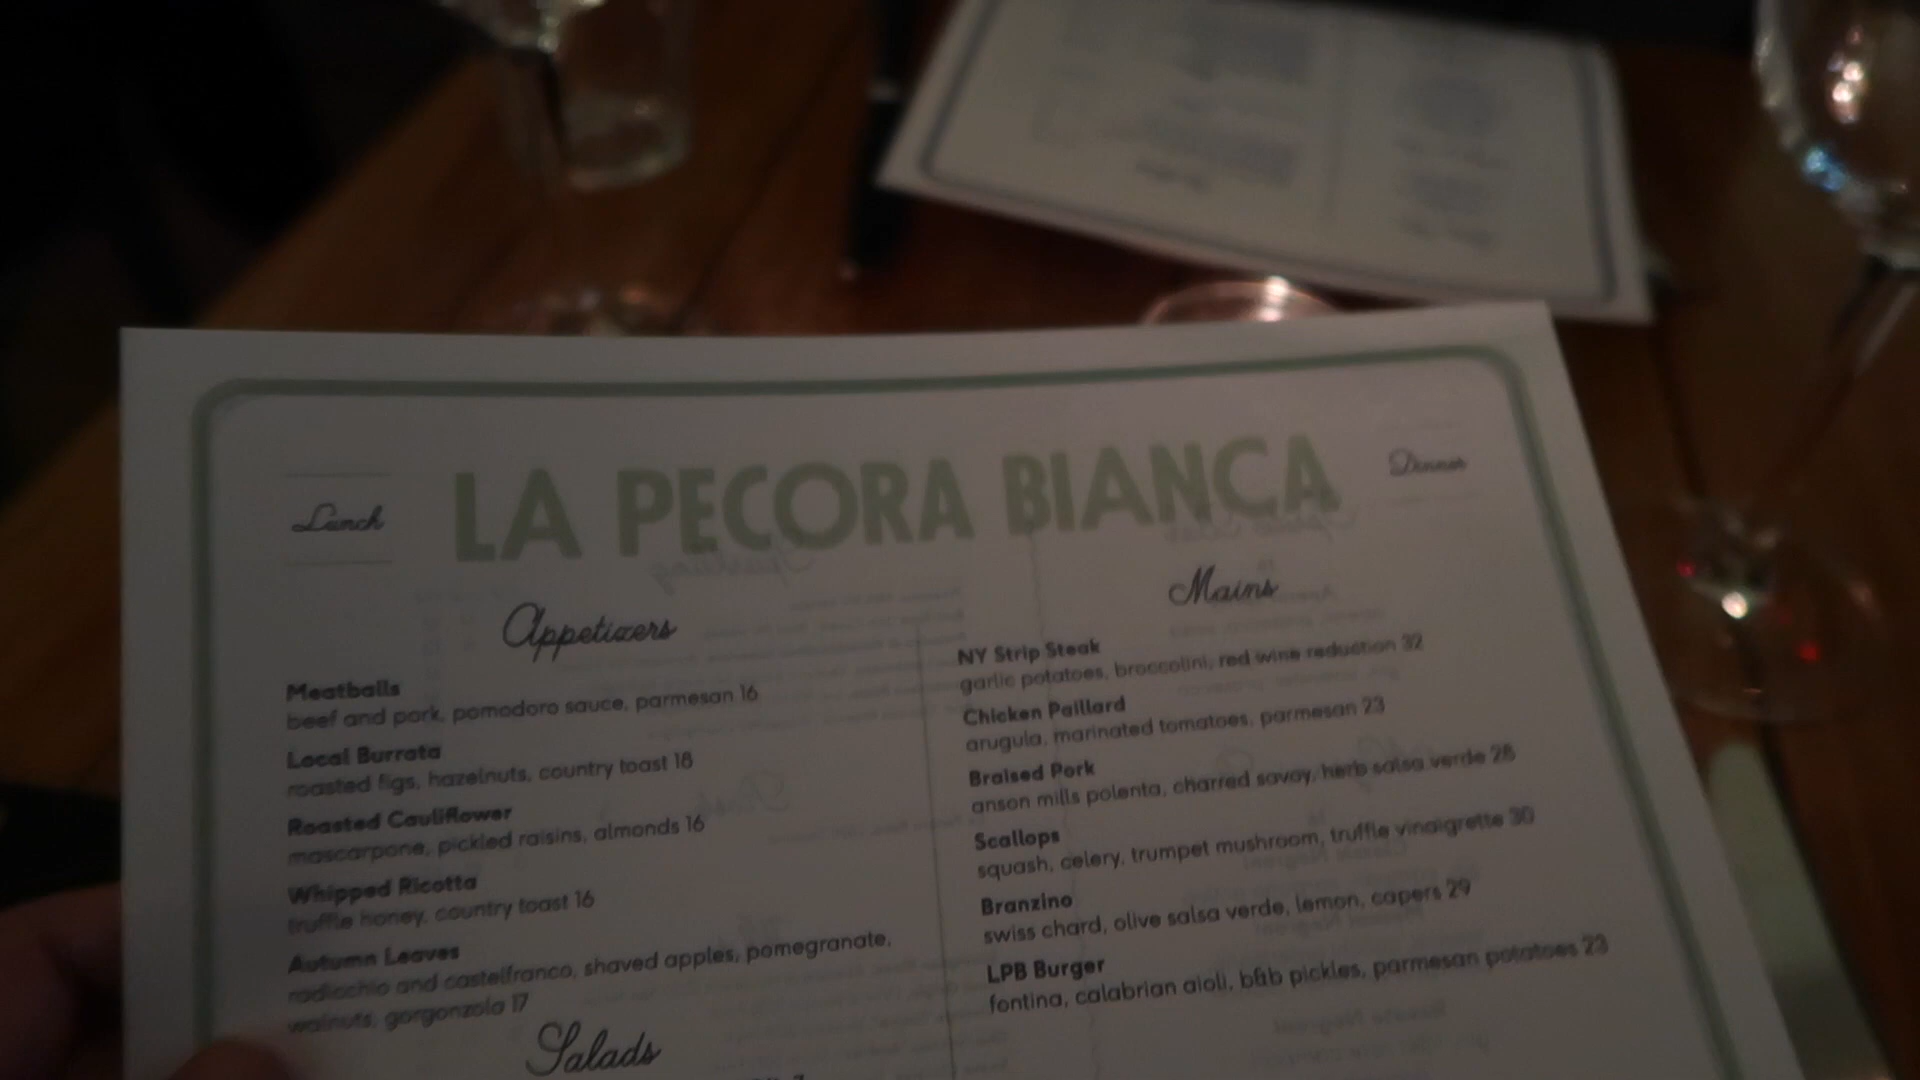 LA PECORA BIANCA
Lunch
Dinner
Appetizers
Meatballs
beef and pork, pomodoro sauce, parmesan 16
Local Burrata
roasted figs, hazelnuts, country toast 18
Roasted Cauliflower
mascarpone, pickled raisins, almonds 16
Whipped Ricotta
truffle honey, country toast 16
Autumn Leaves
radicchio and castelfranco, shaved apples, pomegranate,
walnuts, gorgonzola 17
Salads
Mains
NY Strip Steak
garlic potatoes, broccolini, red wine reduction 32
Chicken Paillard
arugula, marinated tomatoes, parmesan 23
Braised Pork
anson mills polenta, charred savoy, herb salsa verde 28
Scallops
squash, celery, trumpet mushroom, truffle vinaigrette 30
Branzino
swiss chard, olive salsa verde, lemon, capers 29
LPB Burger
fontina, calabrian aioli, b&b pickles, parmesan potatoes 23